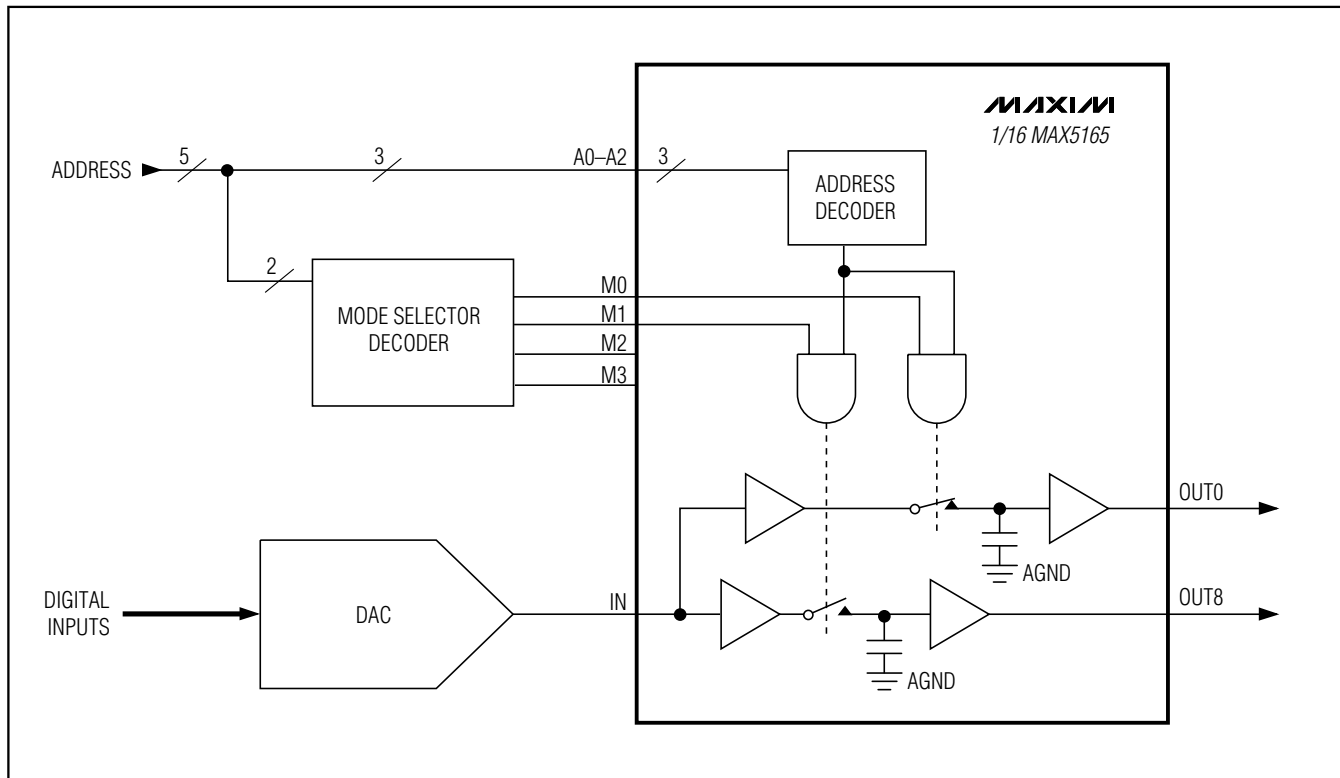 MAXIM
1/16 MAX5165
ADDRESS
5
3
A0–A2
3
ADDRESS
DECODER
2
MODE SELECTOR
DECODER
M0
M1
M2
M3
OUT0
AGND
DIGITAL
INPUTS
DAC
IN
OUT8
AGND